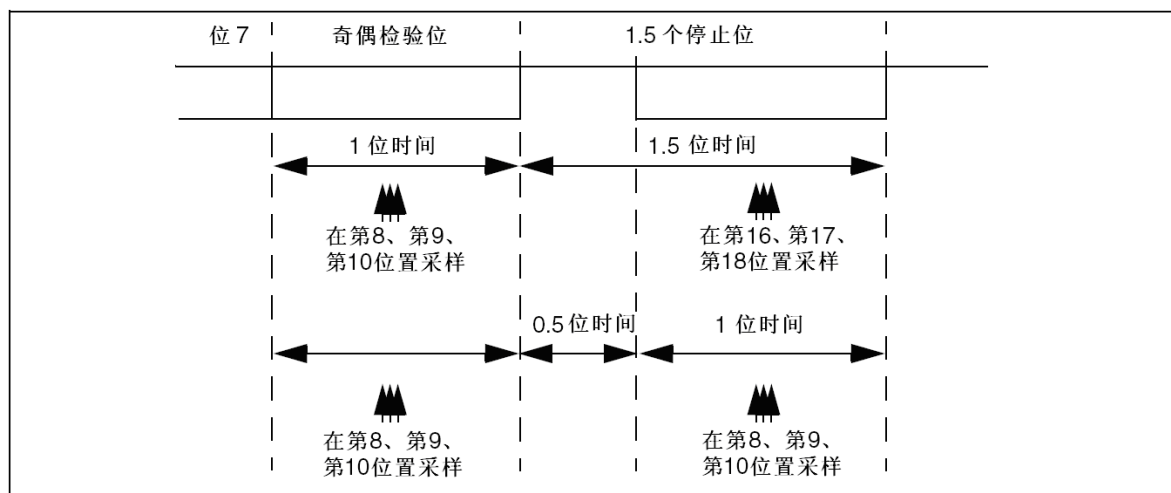 位 7 奇偶检验位 1.5 个停止位
1 位时间 1.5 位时间
在第8、第9、
第10位置采样
在第16、第17、
第18位置采样
0.5 位时间 1 位时间
在第8、第9、
第10位置采样
在第8、第9、
第10位置采样